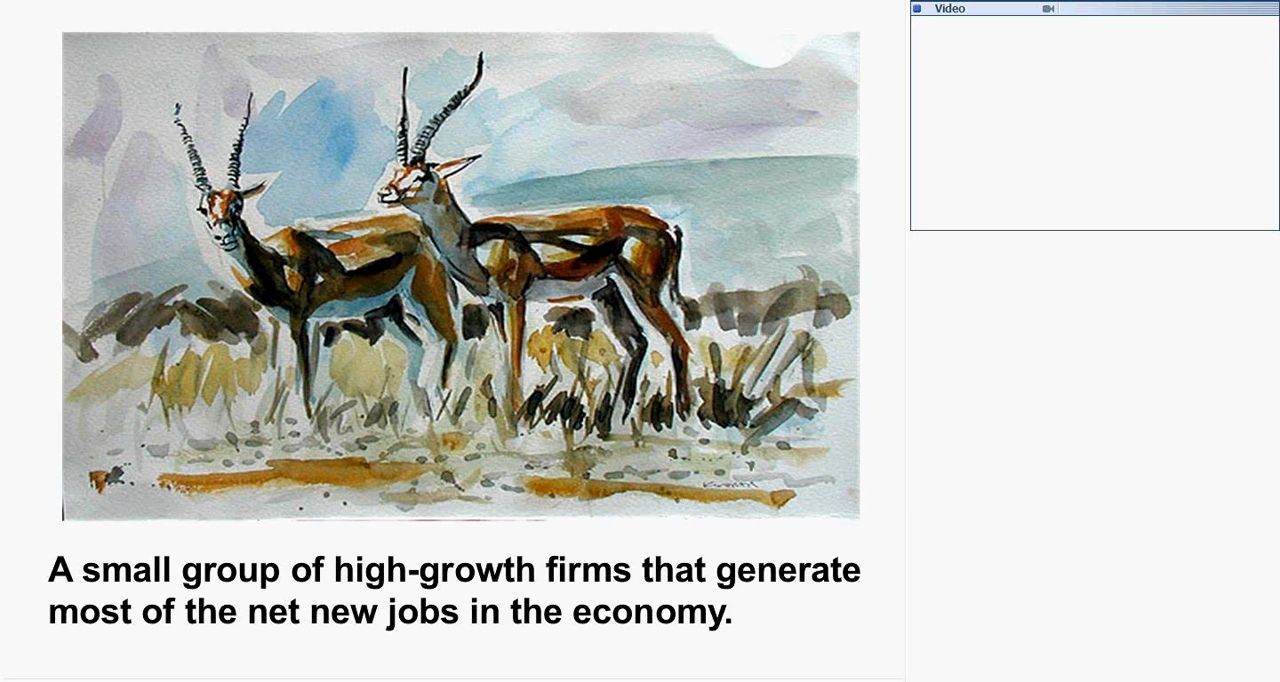 Video
A small group of high-growth firms that generate
most of the net new jobs in the economy.